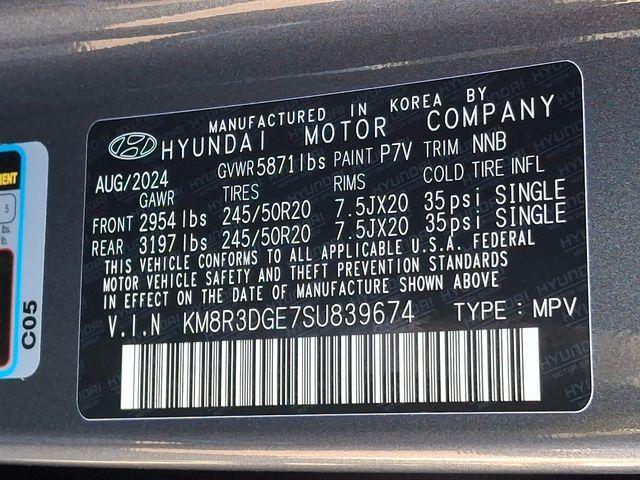 MANUFACTURED IN KOREA BY
HYUNDAI MOTOR COMPANY
AUG/2024 GVWR 5871lbs PAINT P7V TRIM NNB
GAWR TIRES RIMS COLD TIRE INFL
FRONT 2954 lbs 245/50R20 7.5JX20 35psi SINGLE
REAR 3197 lbs 245/50R20 7.5JX20 35psi SINGLE
THIS VEHICLE CONFORMS TO ALL APPLICABLE U.S.A. FEDERAL
MOTOR VEHICLE SAFETY AND THEFT PREVENTION STANDARDS
IN EFFECT ON THE DATE OF MANUFACTURE SHOWN ABOVE
V.I.N KM8R3DGE7SU839674 TYPE : MPV
C05
5
lbs.